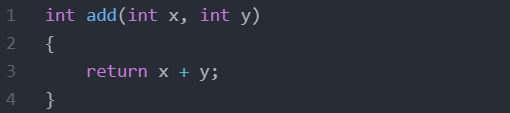 1 int add(int x, int y)
2 {
3     return x + y;
4 }